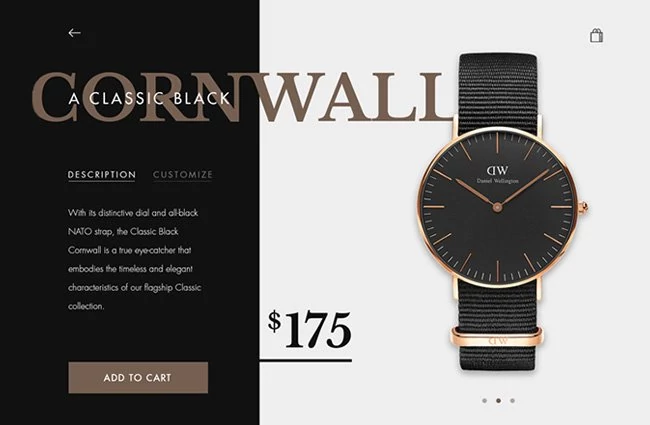 CORNWALL
A CLASSIC BLACK
DESCRIPTION CUSTOMIZE
With its distinctive dial and all-black
NATO strap, the Classic Black
Cornwall is a true eye-catcher that
embodies the timeless and elegant
characteristics of our flagship Classic
collection.
$175
ADD TO CART
DW
Daniel Wellington
DW